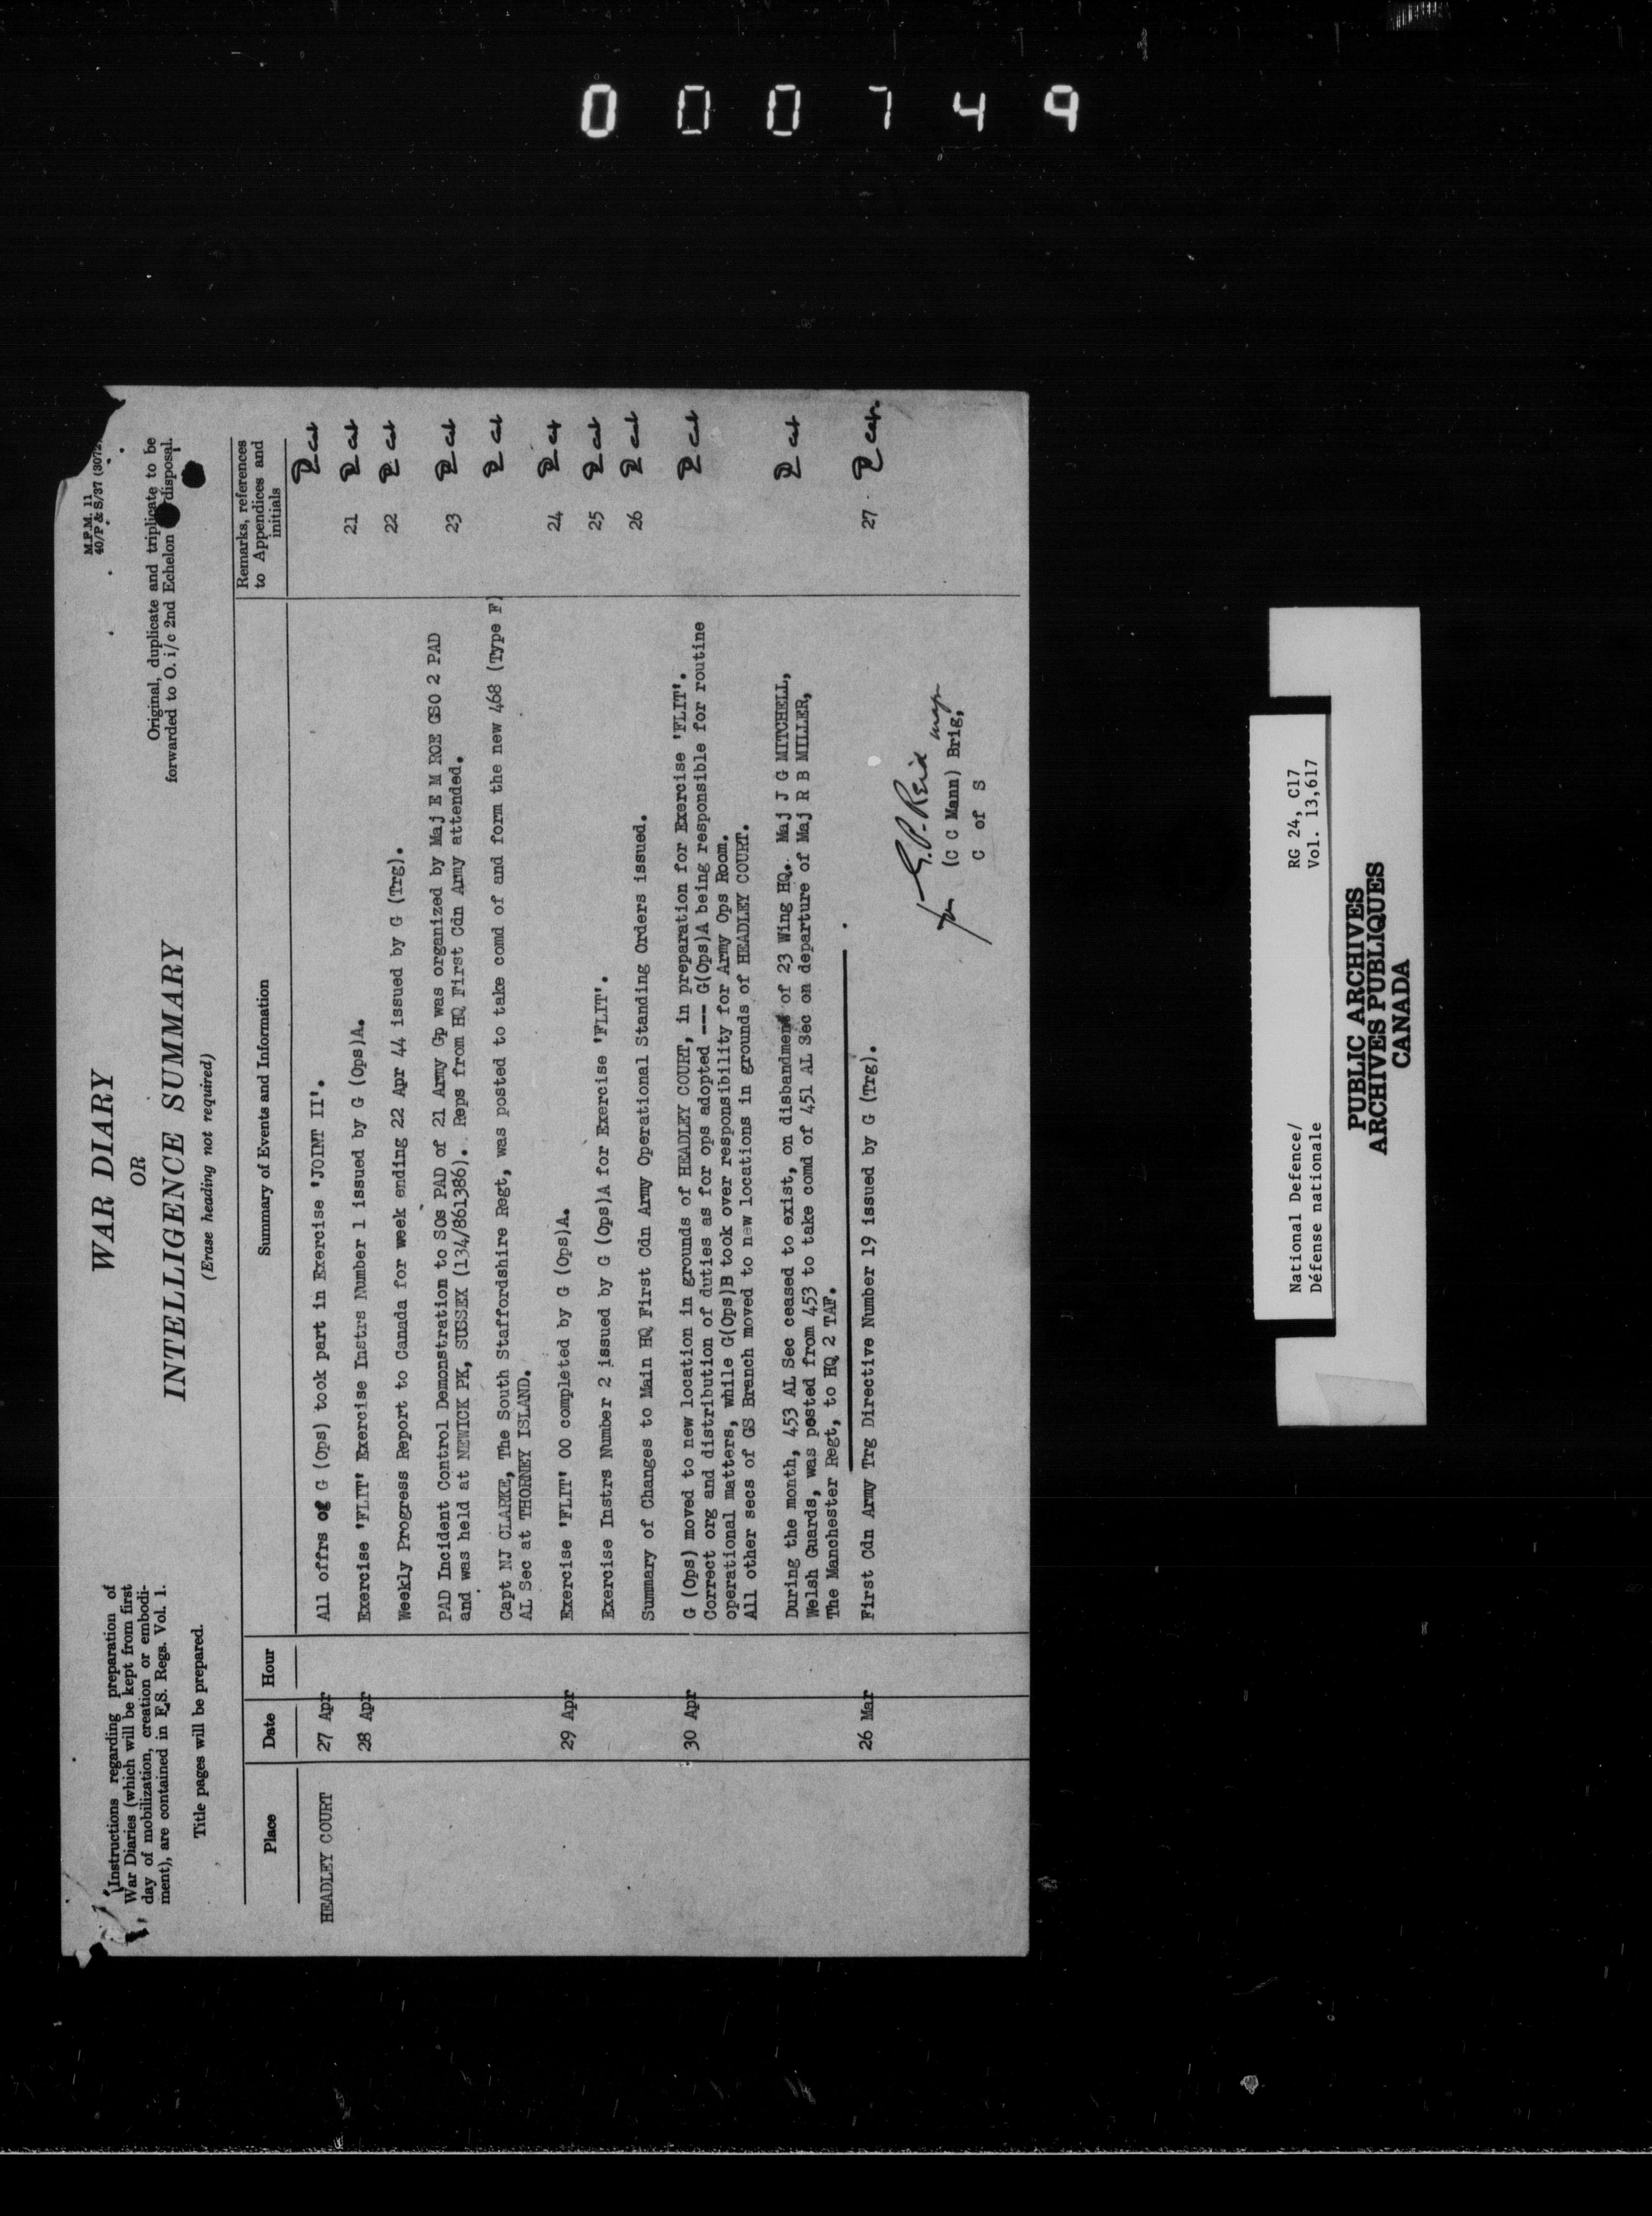 000749
M.P.M. 11
40/P & S/37 (3072
Instructions regarding preparation of
War Diaries (which will be kept from first
day of mobilization, creation or embodi-
ment), are contained in F.S. Regs. Vol. 1.
Title pages will be prepared.
WAR DIARY
OR
INTELLIGENCE SUMMARY
(Erase heading not required)
Original, duplicate and triplicate to be
forwarded to O. i/c 2nd Echelon disposal.
Place Date Hour Summary of Events and Information Remarks, references
to Appendices and
initials
HEADLEY COURT 27 Apr All offrs of G (Ops) took part in Exercise 'JOINT II'.
28 Apr Exercise 'FLIT' Exercise Instrs Number 1 issued by G (Ops)A. 21
Weekly Progress Report to Canada for week ending 22 Apr 44 issued by G (Trg). 22
PAD Incident Control Demonstration to SOs PAD of 21 Army Gp was organized by Maj E M ROE GSO 2 PAD
and was held at NEWICK PK, SUSSEX (134/861386). Reps from HQ First Cdn Army attended. 23
Capt NJ CLARKE, The South Staffordshire Regt, was posted to take comd of and form the new 468 (Type F)
AL Sec at THORNEY ISLAND.
29 Apr Exercise 'FLIT' OO completed by G (Ops)A. 24
Exercise Instrs Number 2 issued by G (Ops)A for Exercise 'FLIT'. 25
Summary of Changes to Main HQ First Cdn Army Operational Standing Orders issued. 26
30 Apr G (Ops) moved to new location in grounds of HEADLEY COURT, in preparation for Exercise 'FLIT'.
Correct org and distribution of duties as for ops adopted --- G(Ops)A being responsible for routine
operational matters, while G(Ops)B took over responsibility for Army Ops Room.
All other secs of GS Branch moved to new locations in grounds of HEADLEY COURT.
During the month, 453 AL Sec ceased to exist, on disbandment of 23 Wing HQ. Maj J G MITCHELL,
Welsh Guards, was posted from 453 to take comd of 451 AL Sec on departure of Maj R B MILLER,
The Manchester Regt, to HQ 2 TAF.
26 Mar First Cdn Army Trg Directive Number 19 issued by G (Trg). 27
for G.P. Reid maj
(C C Mann) Brig,
C of S
National Defence/
Défense nationale
RG 24, C17
Vol. 13,617
PUBLIC ARCHIVES
ARCHIVES PUBLIQUES
CANADA